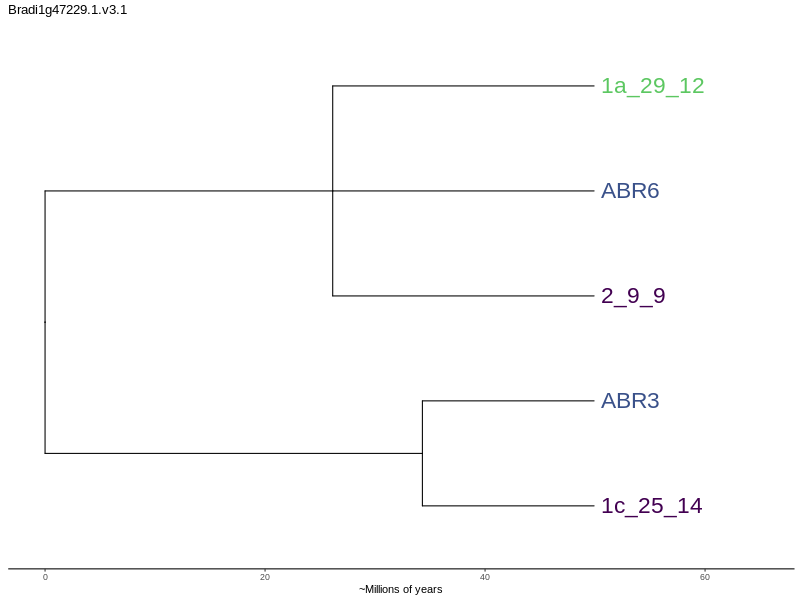 Bradi1g47229.1.v3.1
1a_29_12
ABR6
2_9_9
ABR3
1c_25_14
0 20 40 60
~Millions of years